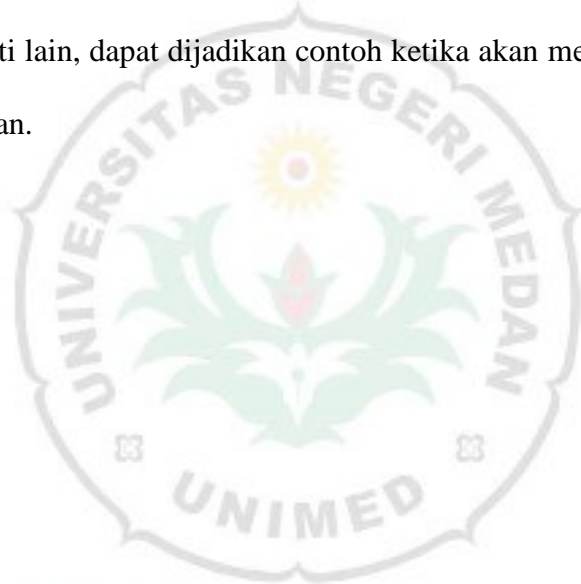 ti lain, dapat dijadikan contoh ketika akan me
an.
UNIVERSITAS NEGERI MEDAN
UNIMED